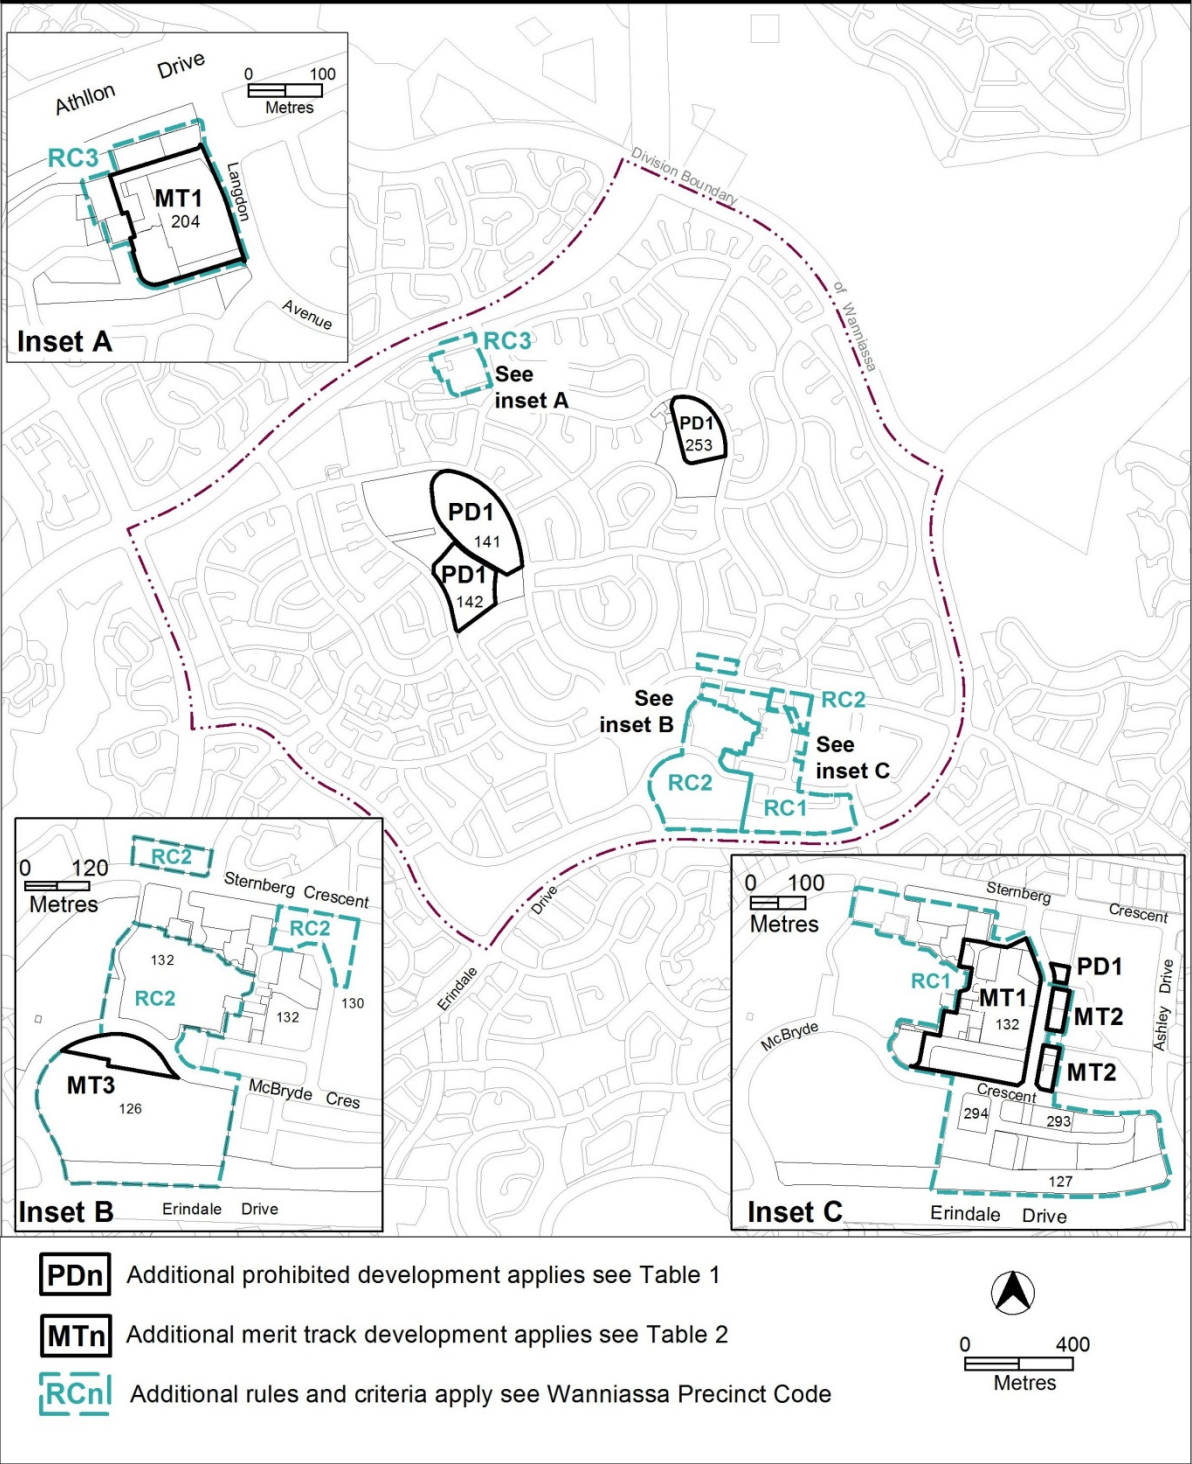 Athllon Drive
0 100
Metres
RC3
MT1
204
Langdon
Avenue
Inset A
Division Boundary
of Wanniassa
RC3
See
inset A
PD1
253
PD1
141
PD1
142
See
inset B
RC2
See
inset C
RC2
RC1
Erindale
Drive
RC2
0 120
Metres
Sternberg Crescent
RC2
132
RC2
132
130
MT3
126
McBryde Cres
Inset B
Erindale Drive
0 100
Metres
Sternberg
Crescent
RC1
PD1
MT1
132
MT2
MT2
Ashley Drive
McBryde
Crescent
294
293
127
Inset C
Erindale Drive
PDn Additional prohibited development applies see Table 1
MTn Additional merit track development applies see Table 2
RCn Additional rules and criteria apply see Wanniassa Precinct Code
0 400
Metres